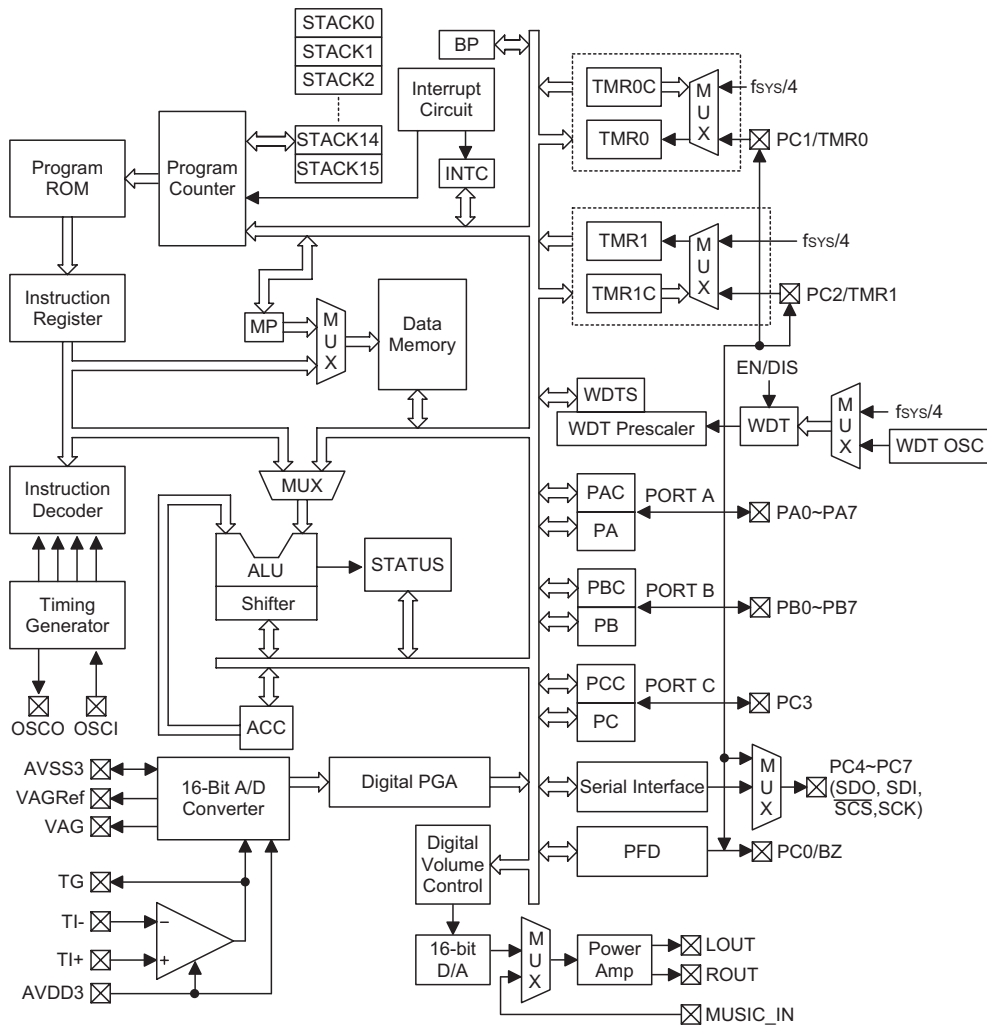 STACK0
STACK1
STACK2
STACK14
STACK15
BP
Interrupt
Circuit
INTC
Program
ROM
Program
Counter
TMR0C
TMR0
M
U
X
fSYS/4
PC1/TMR0
TMR1
TMR1C
M
U
X
fSYS/4
PC2/TMR1
Instruction
Register
MP
M
U
X
Data
Memory
EN/DIS
WDTS
WDT Prescaler
WDT
M
U
X
fSYS/4
WDT OSC
Instruction
Decoder
MUX
PAC
PA
PORT A
PA0~PA7
ALU
Shifter
STATUS
PBC
PB
PORT B
PB0~PB7
Timing
Generator
OSCO
OSCI
ACC
PCC
PC
PORT C
PC3
AVSS3
VAGRef
VAG
16-Bit A/D
Converter
Digital PGA
Serial Interface
M
U
X
PC4~PC7
(SDO, SDI,
SCS,SCK)
PFD
PC0/BZ
Digital
Volume
Control
TG
TI-
TI+
AVDD3
−
+
16-bit
D/A
M
U
X
Power
Amp
LOUT
ROUT
MUSIC_IN